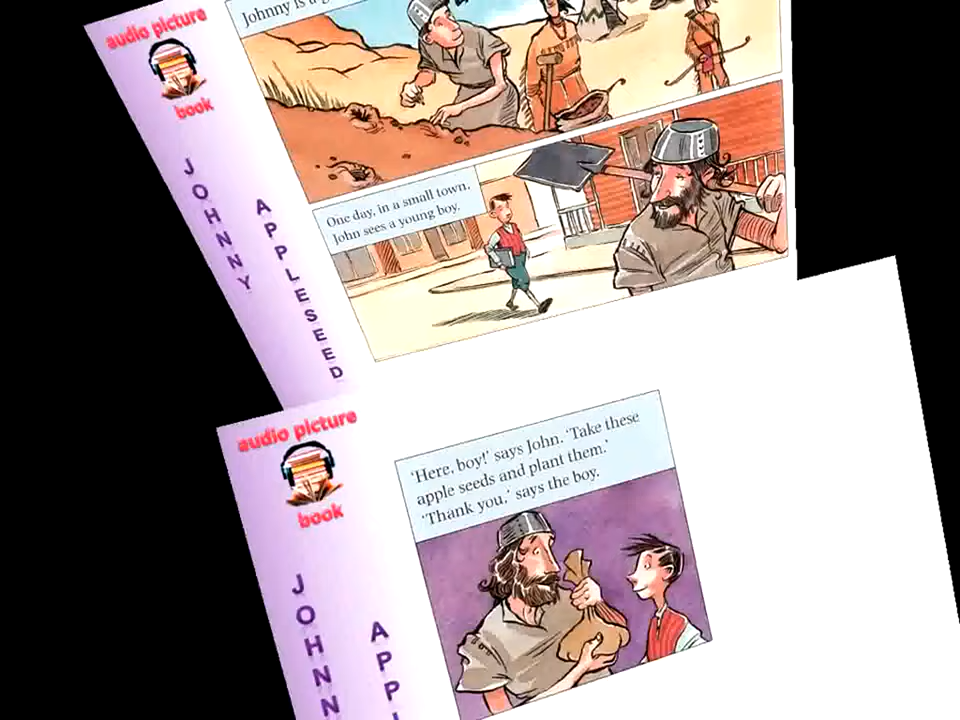 audio picture
book
JOHNNY
APPLESEED
Johnny is a
One day, in a small town,
John sees a young boy.
audio picture
book
JOHNN
APPL
'Here, boy!' says John. 'Take these
apple seeds and plant them.'
'Thank you,' says the boy.